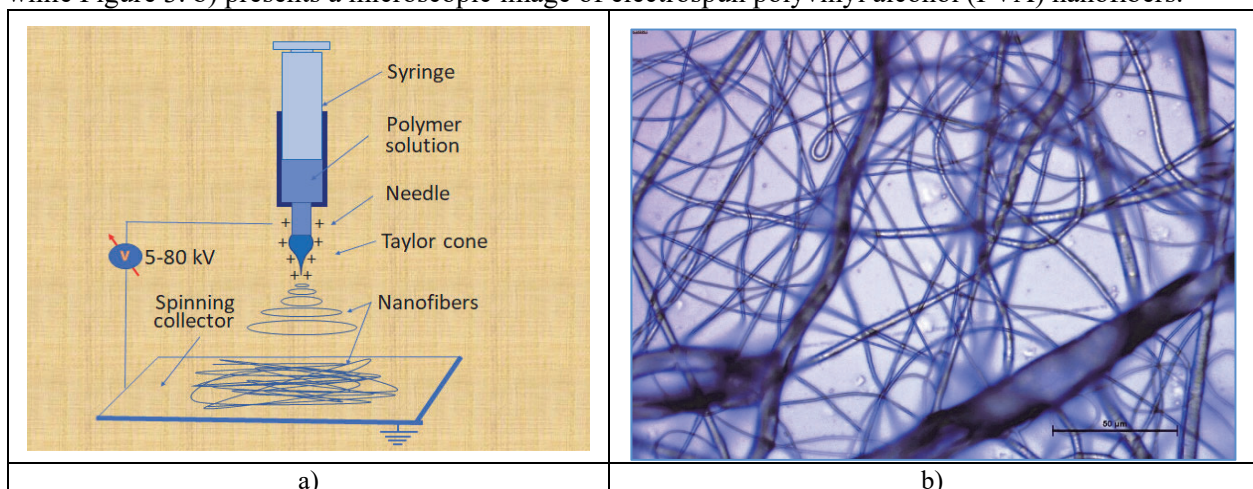 while Figure 3. b) presents a microscopic image of electrospun polyvinyl alcohol (PVA) nanofibers.
Syringe
Polymer
solution
Needle
Taylor cone
V
5-80 kV
+ +
+ +
+ +
+ +
Spinning
collector
Nanofibers
50 µm
a)
b)